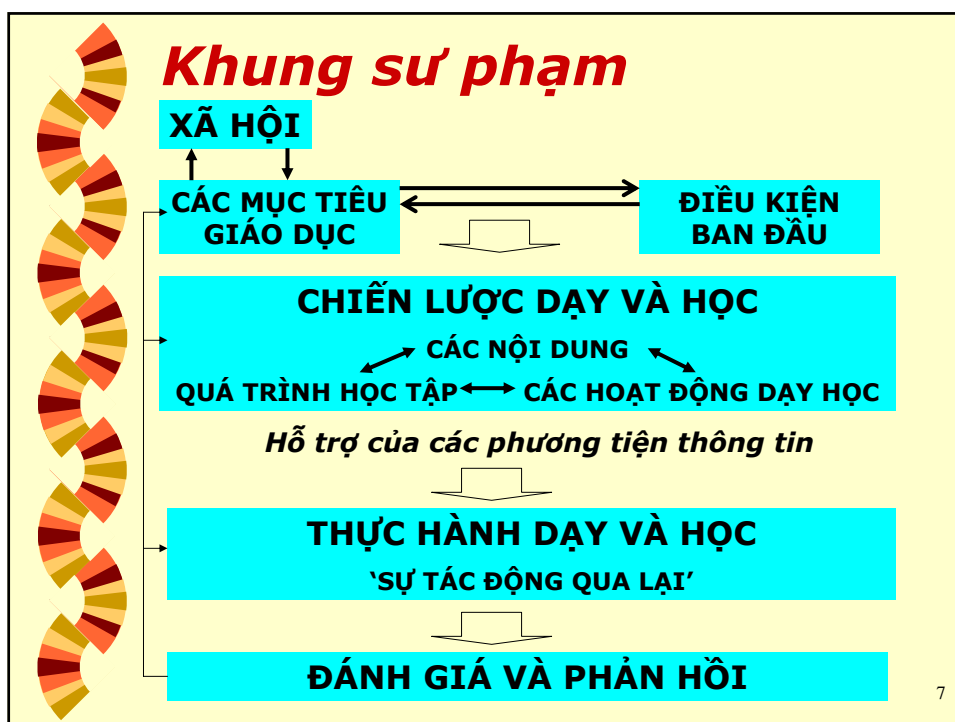 Khung sư phạm
XÃ HỘI
CÁC MỤC TIÊU
GIÁO DỤC
ĐIỀU KIỆN
BAN ĐẦU
CHIẾN LƯỢC DẠY VÀ HỌC
CÁC NỘI DUNG
QUÁ TRÌNH HỌC TẬP
CÁC HOẠT ĐỘNG DẠY HỌC
Hỗ trợ của các phương tiện thông tin
THỰC HÀNH DẠY VÀ HỌC
‘SỰ TÁC ĐỘNG QUA LẠI’
ĐÁNH GIÁ VÀ PHẢN HỒI
7